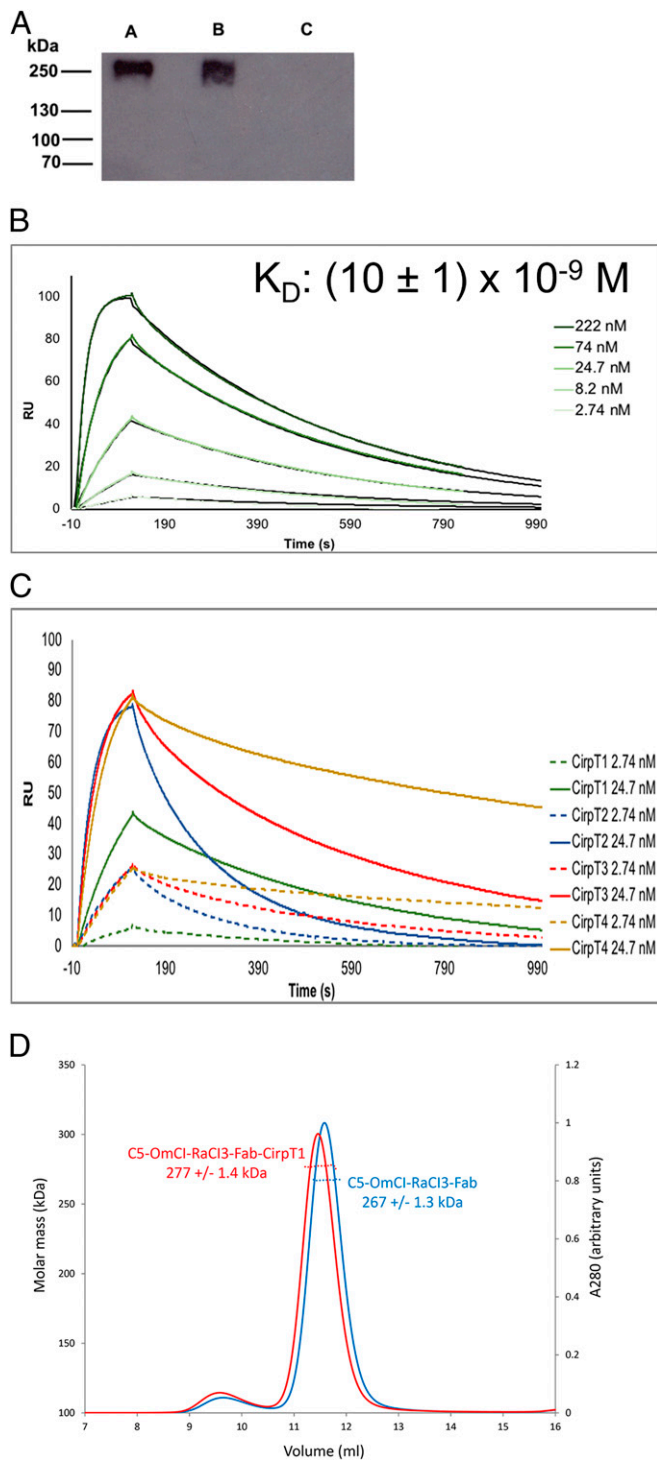 A
A B C
kDa
250
130
100
70
B
K_D: (10 ± 1) x 10⁻⁹ M
100
80
60
40
20
0
RU
222 nM
74 nM
24.7 nM
8.2 nM
2.74 nM
-10 190 390 590 790 990
Time (s)
C
100
90
80
70
60
50
40
30
20
10
0
RU
CirpT1 2.74 nM
CirpT1 24.7 nM
CirpT2 2.74 nM
CirpT2 24.7 nM
CirpT3 2.74 nM
CirpT3 24.7 nM
CirpT4 2.74 nM
CirpT4 24.7 nM
-10 190 390 590 790 990
Time (s)
D
350
300
250
200
150
100
Molar mass (kDa)
C5-OmCI-RaCI3-Fab-CirpT1
277 +/- 1.4 kDa
C5-OmCI-RaCI3-Fab
267 +/- 1.3 kDa
1.2
1
0.8
0.6
0.4
0.2
0
A280 (arbitrary units)
7 8 9 10 11 12 13 14 15 16
Volume (ml)